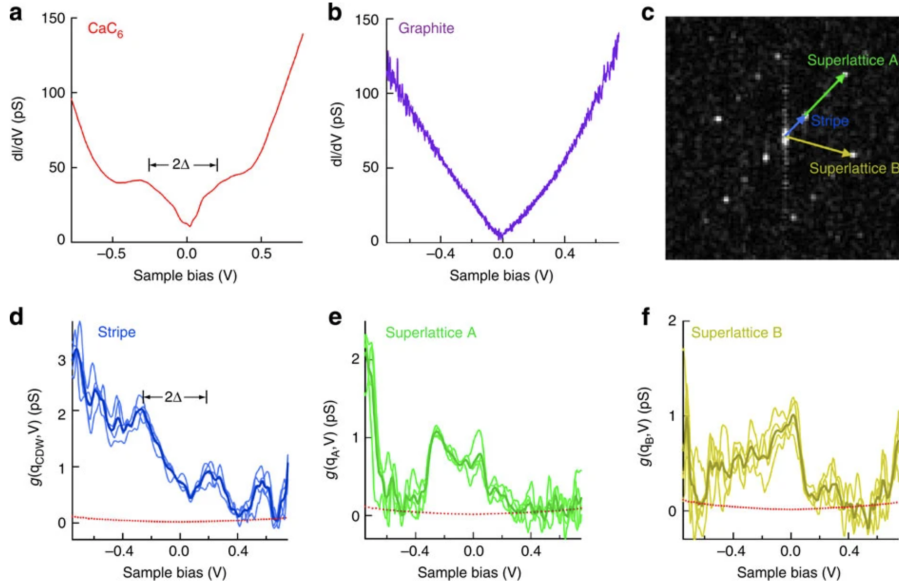 a
CaC6
150
100
50
0
dI/dV (pS)
2Δ
−0.5
0.0
0.5
Sample bias (V)
b
Graphite
150
100
50
0
dI/dV (pS)
−0.4
0.0
0.4
Sample bias (V)
c
Superlattice A
Stripe
Superlattice B
d
Stripe
3
2
1
0
g(qCDW, V) (pS)
2Δ
−0.4
0.0
0.4
Sample bias (V)
e
Superlattice A
2
1
0
g(qA, V) (pS)
−0.4
0.0
0.4
Sample bias (V)
f
Superlattice B
2
1
0
g(qB, V) (pS)
−0.4
0.0
0.4
Sample bias (V)